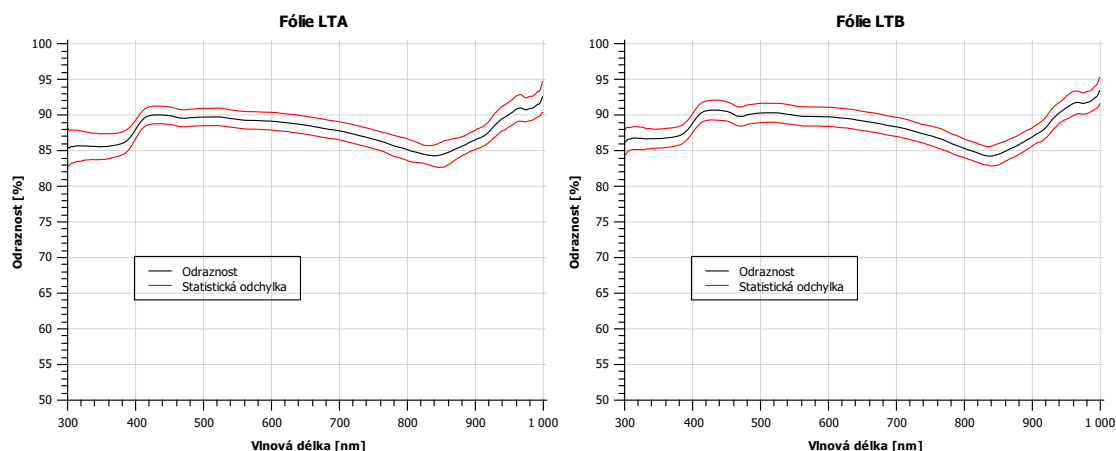 Fólie LTA
100
95
90
85
80
75
70
65
60
55
50
Odraznost [%]
Odraznost
Statistická odchylka
300 400 500 600 700 800 900 1 000
Vlnová délka [nm]
Fólie LTB
100
95
90
85
80
75
70
65
60
55
50
Odraznost [%]
Odraznost
Statistická odchylka
300 400 500 600 700 800 900 1 000
Vlnová délka [nm]